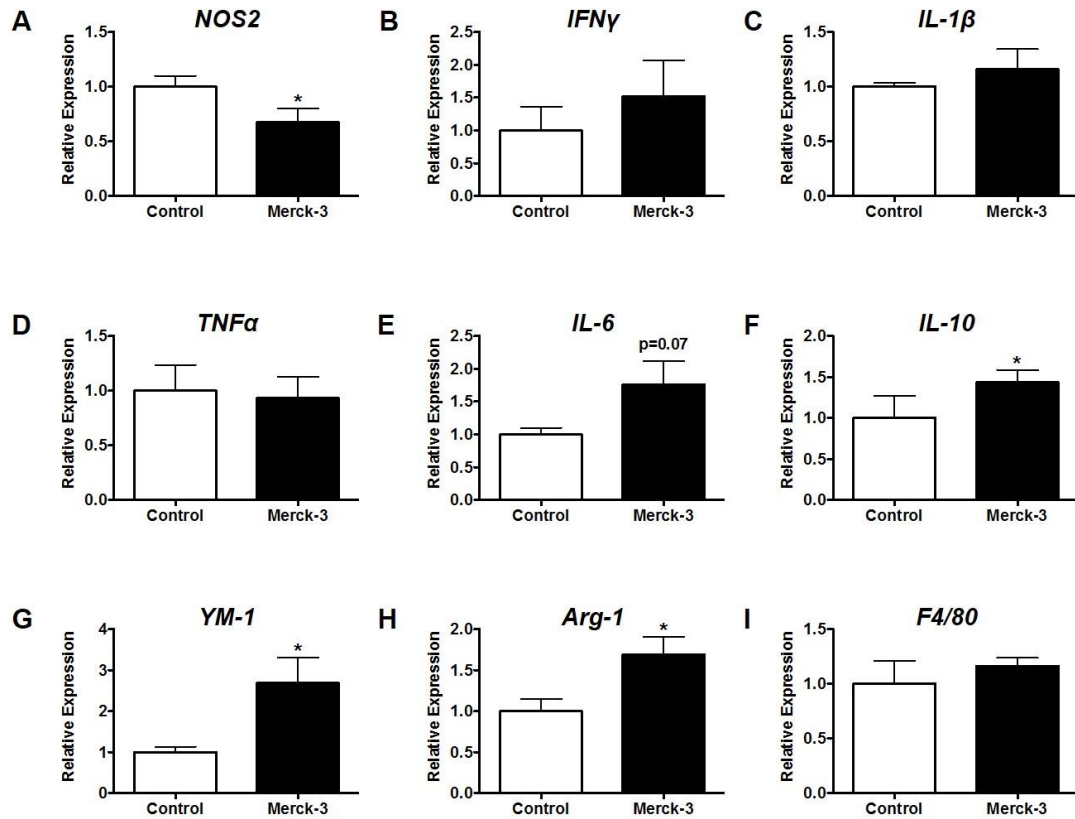 A
NOS2
Relative Expression
1.5
1.0
0.5
0.0
*
Control Merck-3
B
IFNγ
Relative Expression
2.5
2.0
1.5
1.0
0.5
0.0
Control Merck-3
C
IL-1β
Relative Expression
1.5
1.0
0.5
0.0
Control Merck-3
D
TNFα
Relative Expression
1.5
1.0
0.5
0.0
Control Merck-3
E
IL-6
Relative Expression
2.5
2.0
1.5
1.0
0.5
0.0
p=0.07
Control Merck-3
F
IL-10
Relative Expression
2.0
1.5
1.0
0.5
0.0
*
Control Merck-3
G
YM-1
Relative Expression
4
3
2
1
0
*
Control Merck-3
H
Arg-1
Relative Expression
2.0
1.5
1.0
0.5
0.0
*
Control Merck-3
I
F4/80
Relative Expression
1.5
1.0
0.5
0.0
Control Merck-3